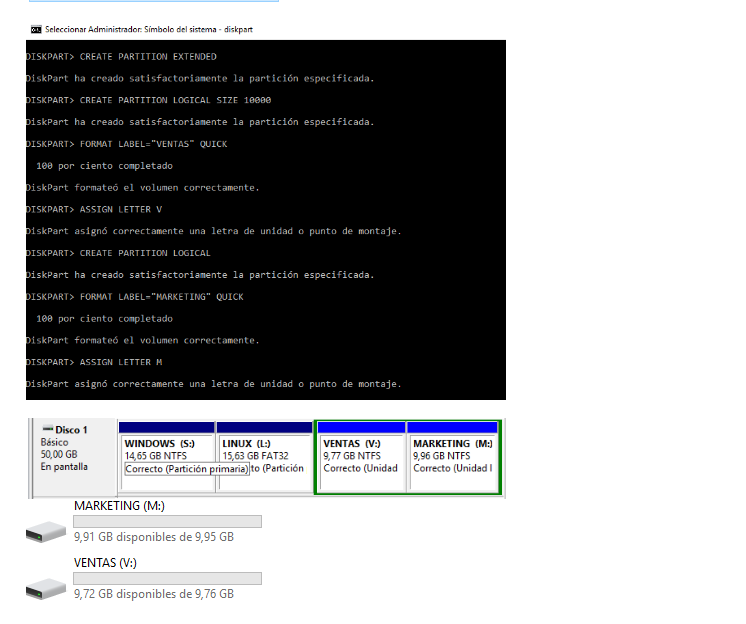 Seleccionar Administrador: Símbolo del sistema - diskpart
DISKPART> CREATE PARTITION EXTENDED
DiskPart ha creado satisfactoriamente la partición especificada.
DISKPART> CREATE PARTITION LOGICAL SIZE 10000
DiskPart ha creado satisfactoriamente la partición especificada.
DISKPART> FORMAT LABEL="VENTAS" QUICK
100 por ciento completado
DiskPart formateó el volumen correctamente.
DISKPART> ASSIGN LETTER V
DiskPart asignó correctamente una letra de unidad o punto de montaje.
DISKPART> CREATE PARTITION LOGICAL
DiskPart ha creado satisfactoriamente la partición especificada.
DISKPART> FORMAT LABEL="MARKETING" QUICK
100 por ciento completado
DiskPart formateó el volumen correctamente.
DISKPART> ASSIGN LETTER M
DiskPart asignó correctamente una letra de unidad o punto de montaje.
Disco 1
Básico
50,00 GB
En pantalla
WINDOWS (S:)
14,65 GB NTFS
Correcto (Partición primaria)
LINUX (L:)
15,63 GB FAT32
to (Partición
VENTAS (V:)
9,77 GB NTFS
Correcto (Unidad
MARKETING (M:)
9,96 GB NTFS
Correcto (Unidad l
MARKETING (M:)
9,91 GB disponibles de 9,95 GB
VENTAS (V:)
9,72 GB disponibles de 9,76 GB